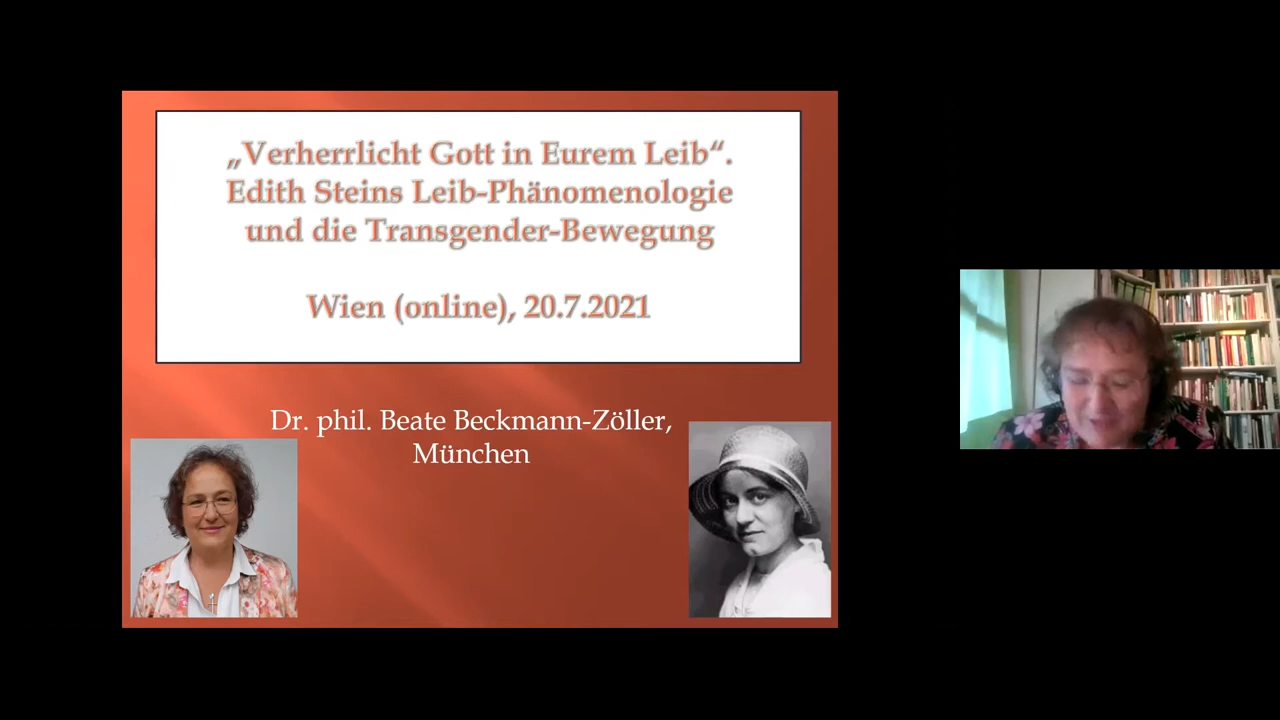 „Verherrlicht Gott in Eurem Leib“.
Edith Steins Leib-Phänomenologie
und die Transgender-Bewegung
Wien (online), 20.7.2021
Dr. phil. Beate Beckmann-Zöller,
München